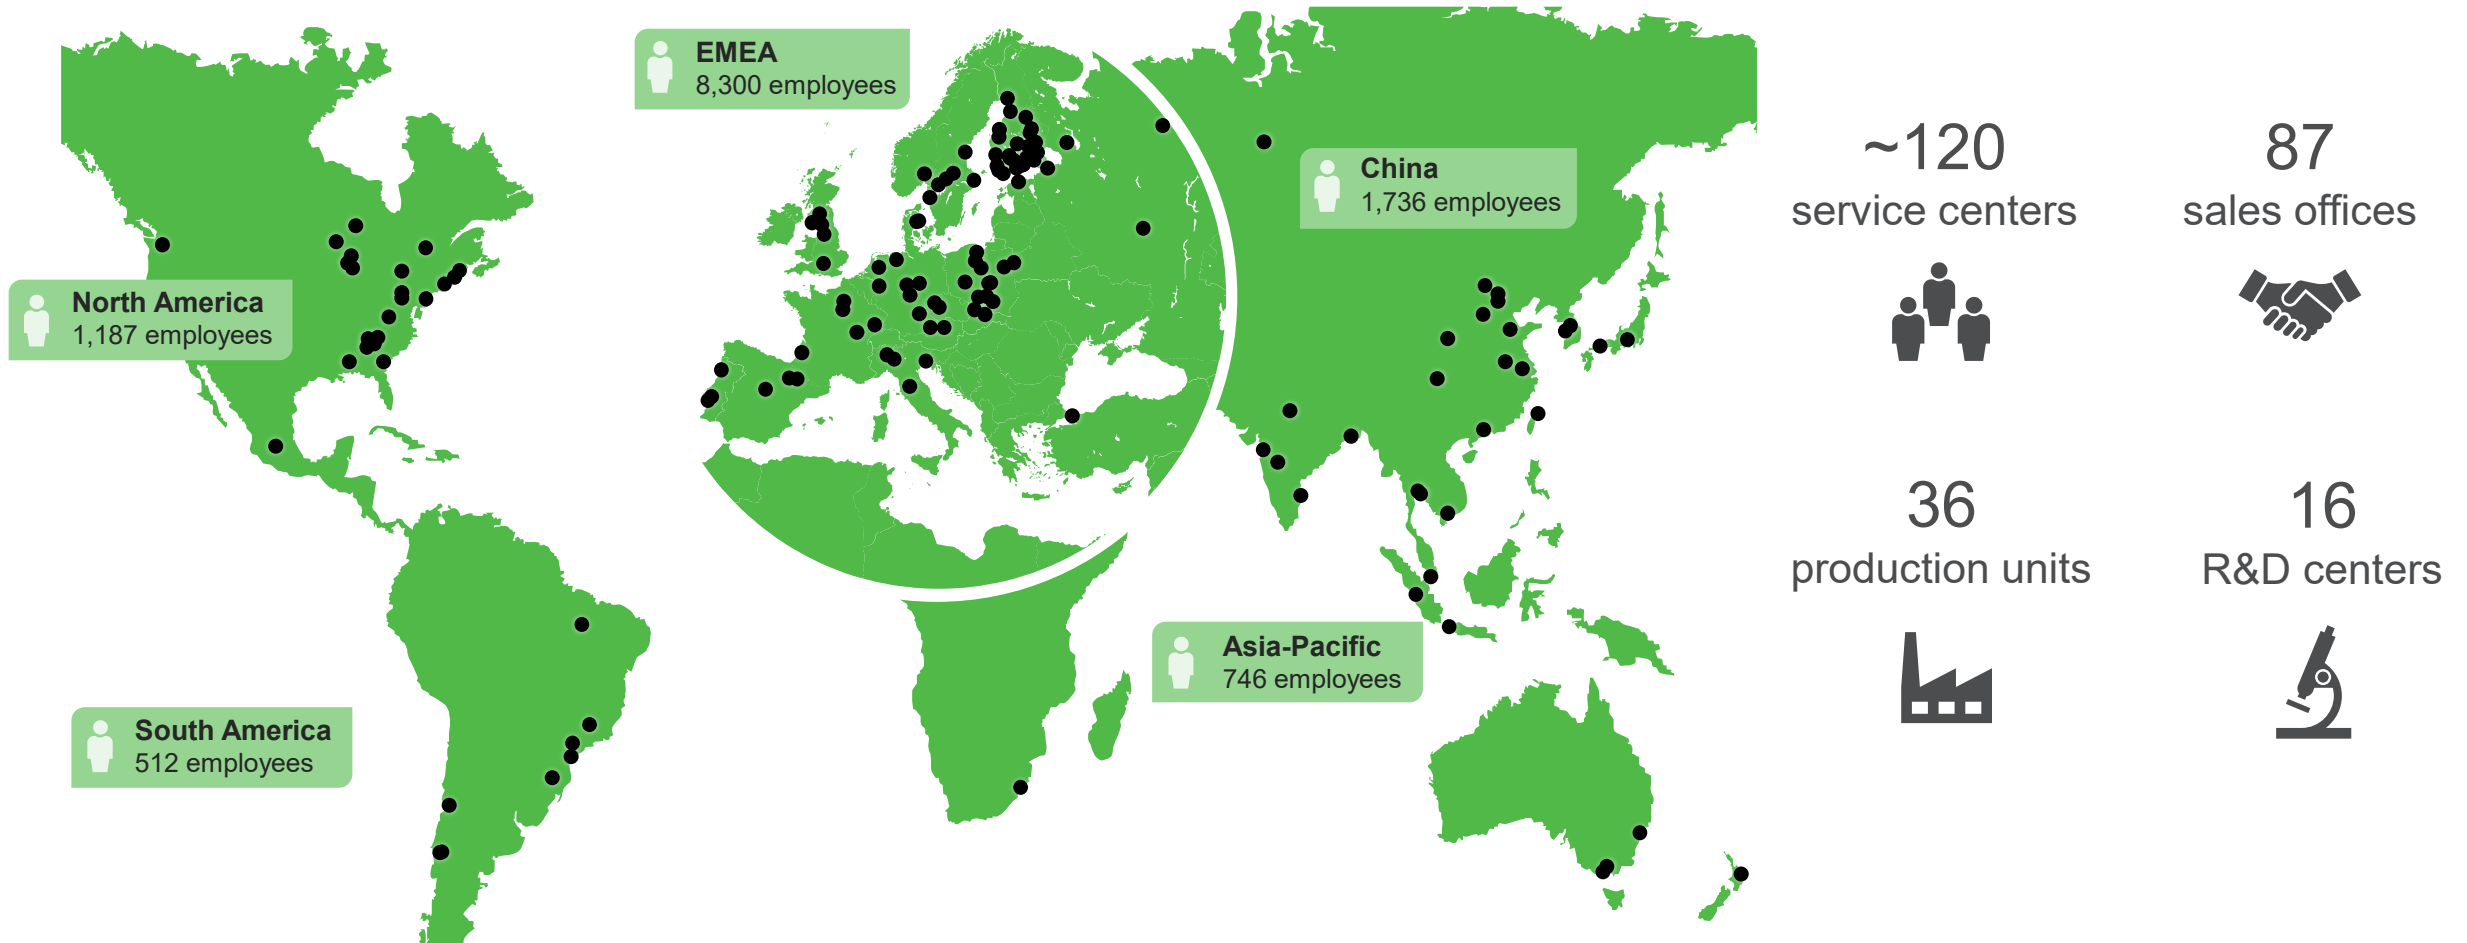 EMEA
8,300 employees
China
1,736 employees
North America
1,187 employees
Asia-Pacific
746 employees
South America
512 employees
~120
service centers
87
sales offices
36
production units
16
R&D centers